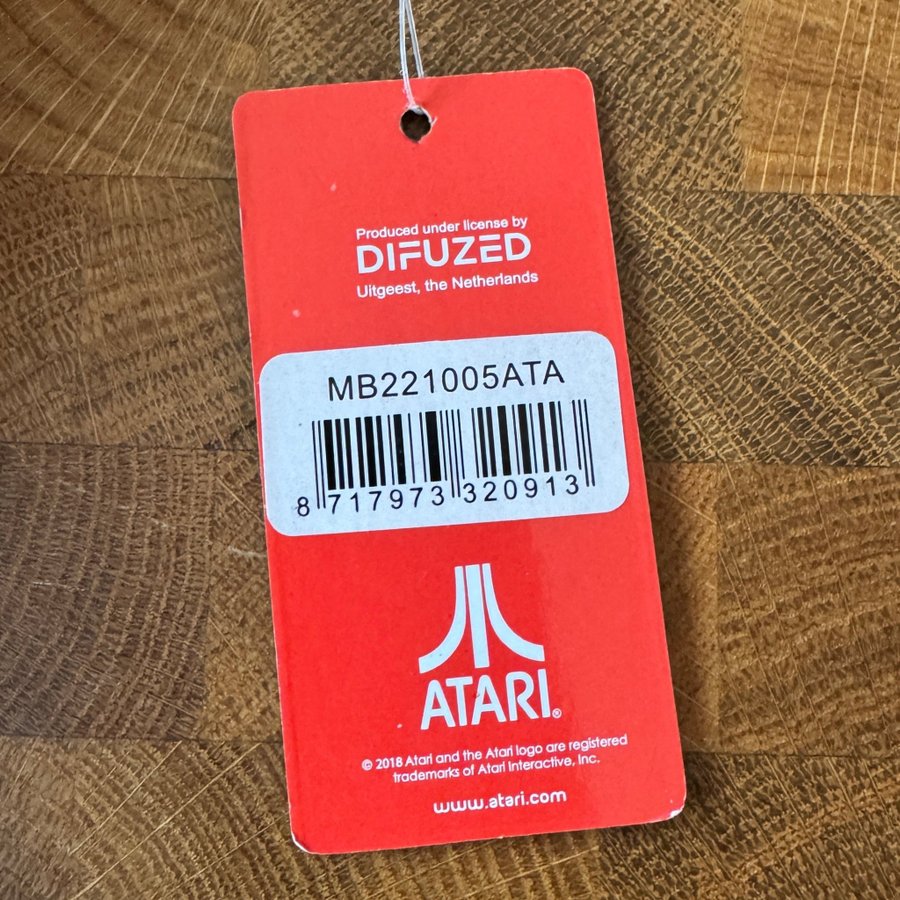 Produced under license by
DIFUZED
Uitgeest, the Netherlands
MB221005ATA
8 717973 320913
ATARI®
© 2018 Atari and the Atari logo are registered
trademarks of Atari Interactive, Inc.
www.atari.com